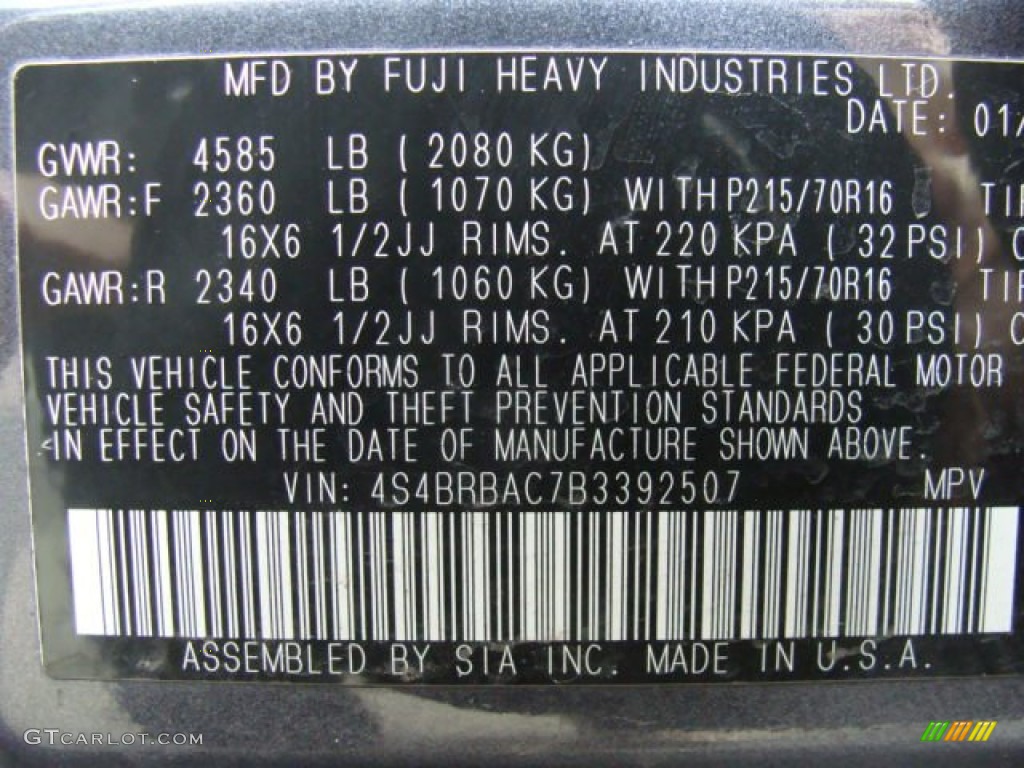 MFD BY FUJI HEAVY INDUSTRIES LTD.
DATE: 01/
GVWR: 4585 LB ( 2080 KG)
GAWR:F 2360 LB ( 1070 KG) WITH P215/70R16 TIR
16X6 1/2JJ RIMS. AT 220 KPA ( 32 PSI) C
GAWR:R 2340 LB ( 1060 KG) WITH P215/70R16 TIR
16X6 1/2JJ RIMS. AT 210 KPA ( 30 PSI) C
THIS VEHICLE CONFORMS TO ALL APPLICABLE FEDERAL MOTOR
VEHICLE SAFETY AND THEFT PREVENTION STANDARDS
IN EFFECT ON THE DATE OF MANUFACTURE SHOWN ABOVE.
VIN: 4S4BRBAC7B3392507 MPV
ASSEMBLED BY SIA INC. MADE IN U.S.A.
GTCARLOT.COM